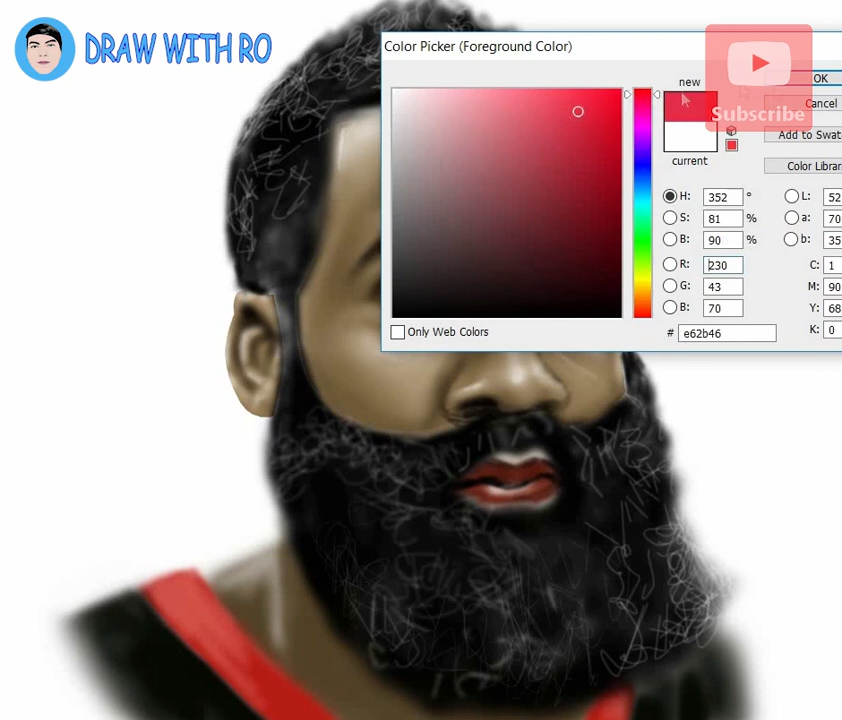 DRAW WITH RO
Color Picker (Foreground Color)
new
OK
Subscribe
Cancel
Add to Swat
current
Color Librar
H: 352 °
L: 52
S: 81 %
a: 70
B: 90 %
b: 35
R: 230
C: 1
G: 43
M: 90
B: 70
Y: 68
Only Web Colors
# e62b46
K: 0